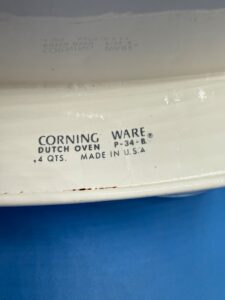 CORNING WARE®
DUTCH OVEN P-34-B
.4 QTS. MADE IN U.S.A